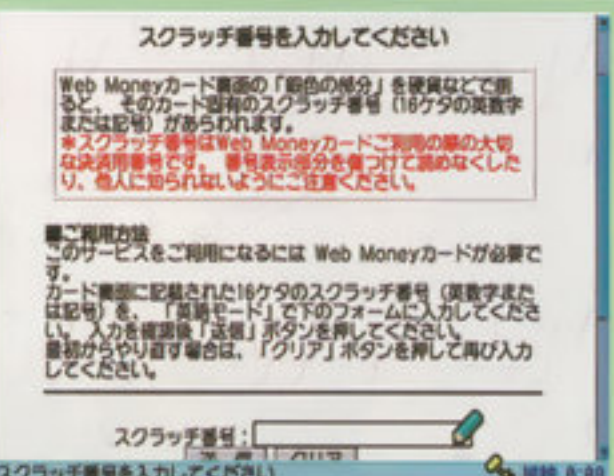 スクラッチ番号を入力してください
Web Moneyカード裏面の「銀色の部分」を硬貨などで削
ると、そのカード固有のスクラッチ番号（16ケタの英数字
または記号）があらわれます。
＊スクラッチ番号はWeb Moneyカードご利用の際の大切
な決済用番号です。番号表示部分を傷つけて読めなくした
り、他人に知られないようにご注意ください。
■ご利用方法
このサービスをご利用になるには Web Moneyカードが必要で
す。
カード裏面に記載された16ケタのスクラッチ番号（英数字また
は記号）を、「英語モード」で下のフォームに入力してくださ
い。入力を確認後「送信」ボタンを押してください。
最初からやり直す場合は、「クリア」ボタンを押して再び入力
してください。
スクラッチ番号：
送 信 クリア
スクラッチ番号を入力してください